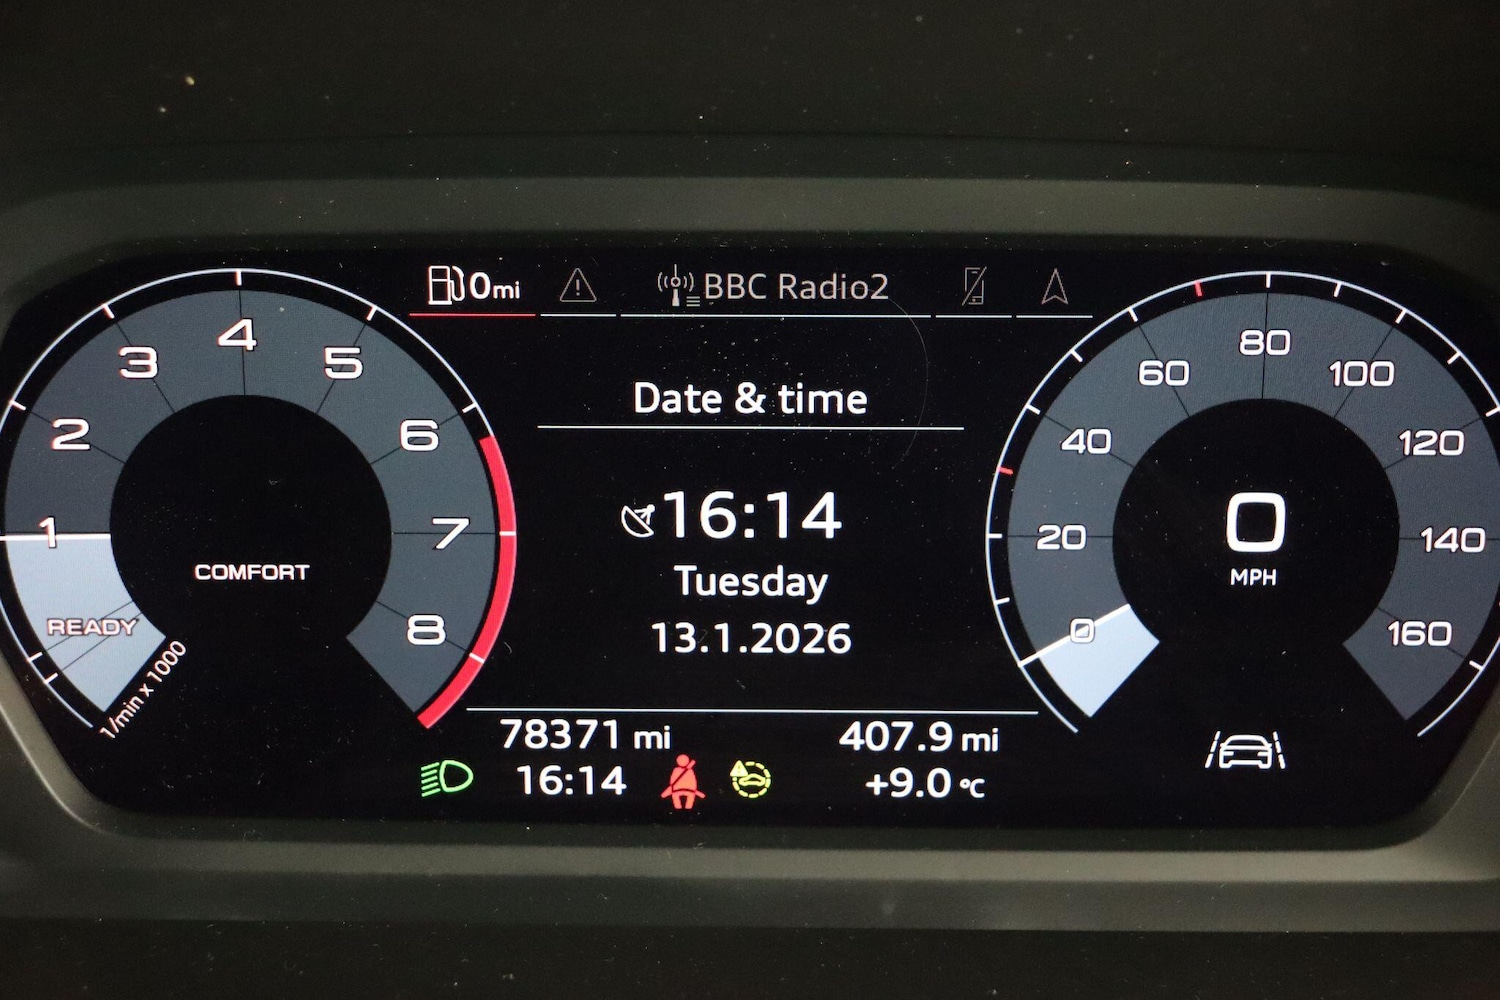 0 mi
BBC Radio2
Date & time
16:14
Tuesday
13.1.2026
78371 mi
407.9 mi
16:14
+9.0 °C
1
2
3
4
5
6
7
8
READY
COMFORT
1/min x 1000
0
20
40
60
80
100
120
140
160
0
MPH